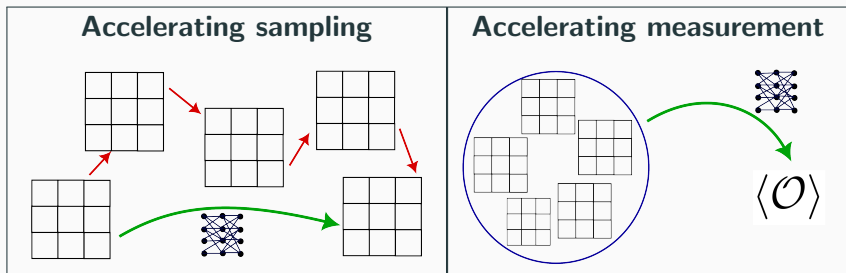 Accelerating sampling
Accelerating measurement
⟨𝒪⟩